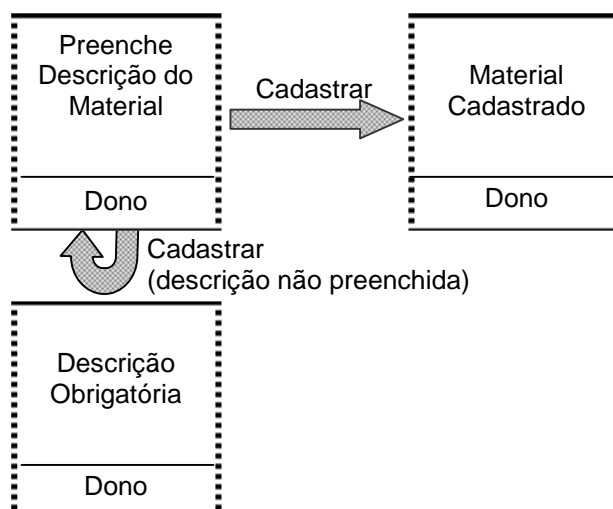 Preenche
Descrição do
Material
Dono
Cadastrar
Material
Cadastrado
Dono
Cadastrar
(descrição não preenchida)
Descrição
Obrigatória
Dono